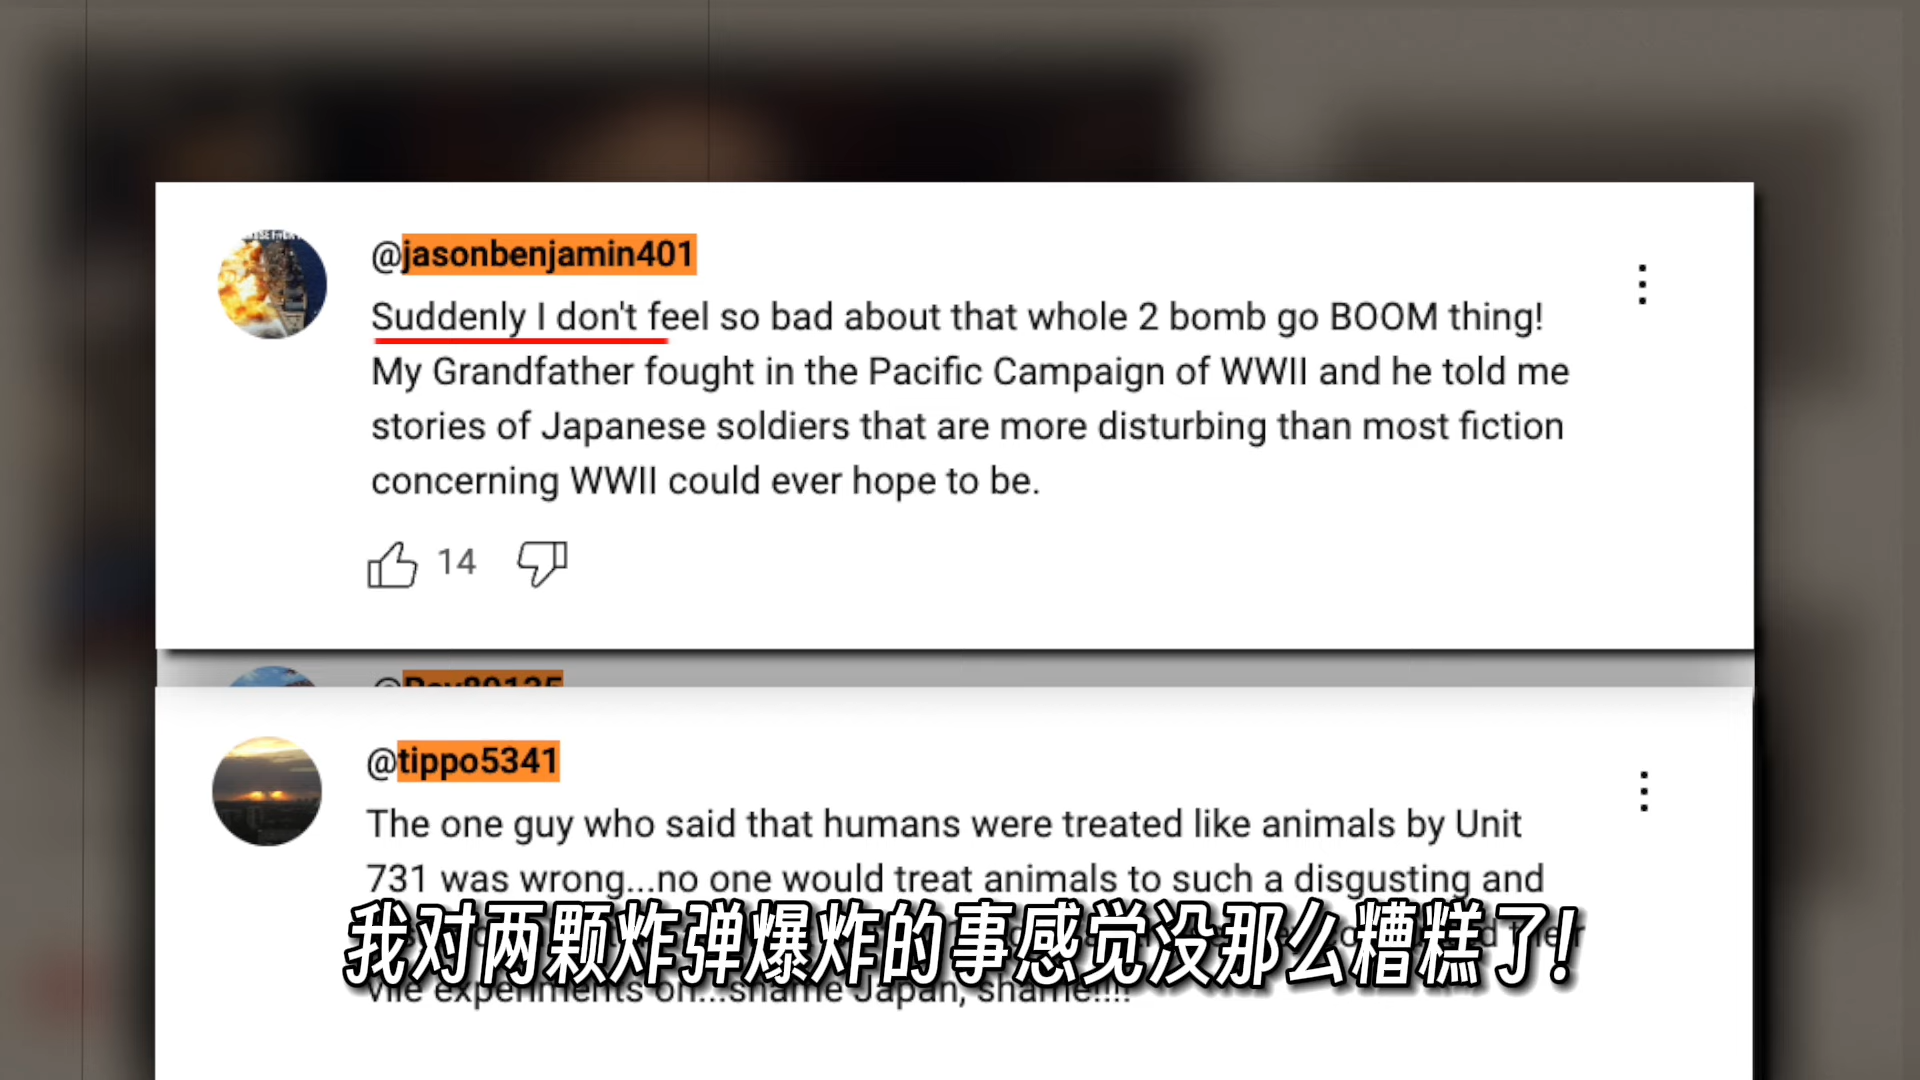 @jasonbenjamin401
Suddenly I don't feel so bad about that whole 2 bomb go BOOM thing!
My Grandfather fought in the Pacific Campaign of WWII and he told me
stories of Japanese soldiers that are more disturbing than most fiction
concerning WWII could ever hope to be.
14
@tippo5341
The one guy who said that humans were treated like animals by Unit
731 was wrong...no one would treat animals to such a disgusting and
我对两颗炸弹爆炸的事感觉没那么糟糕了!
vile experiments on...shame Japan, shame!!!!